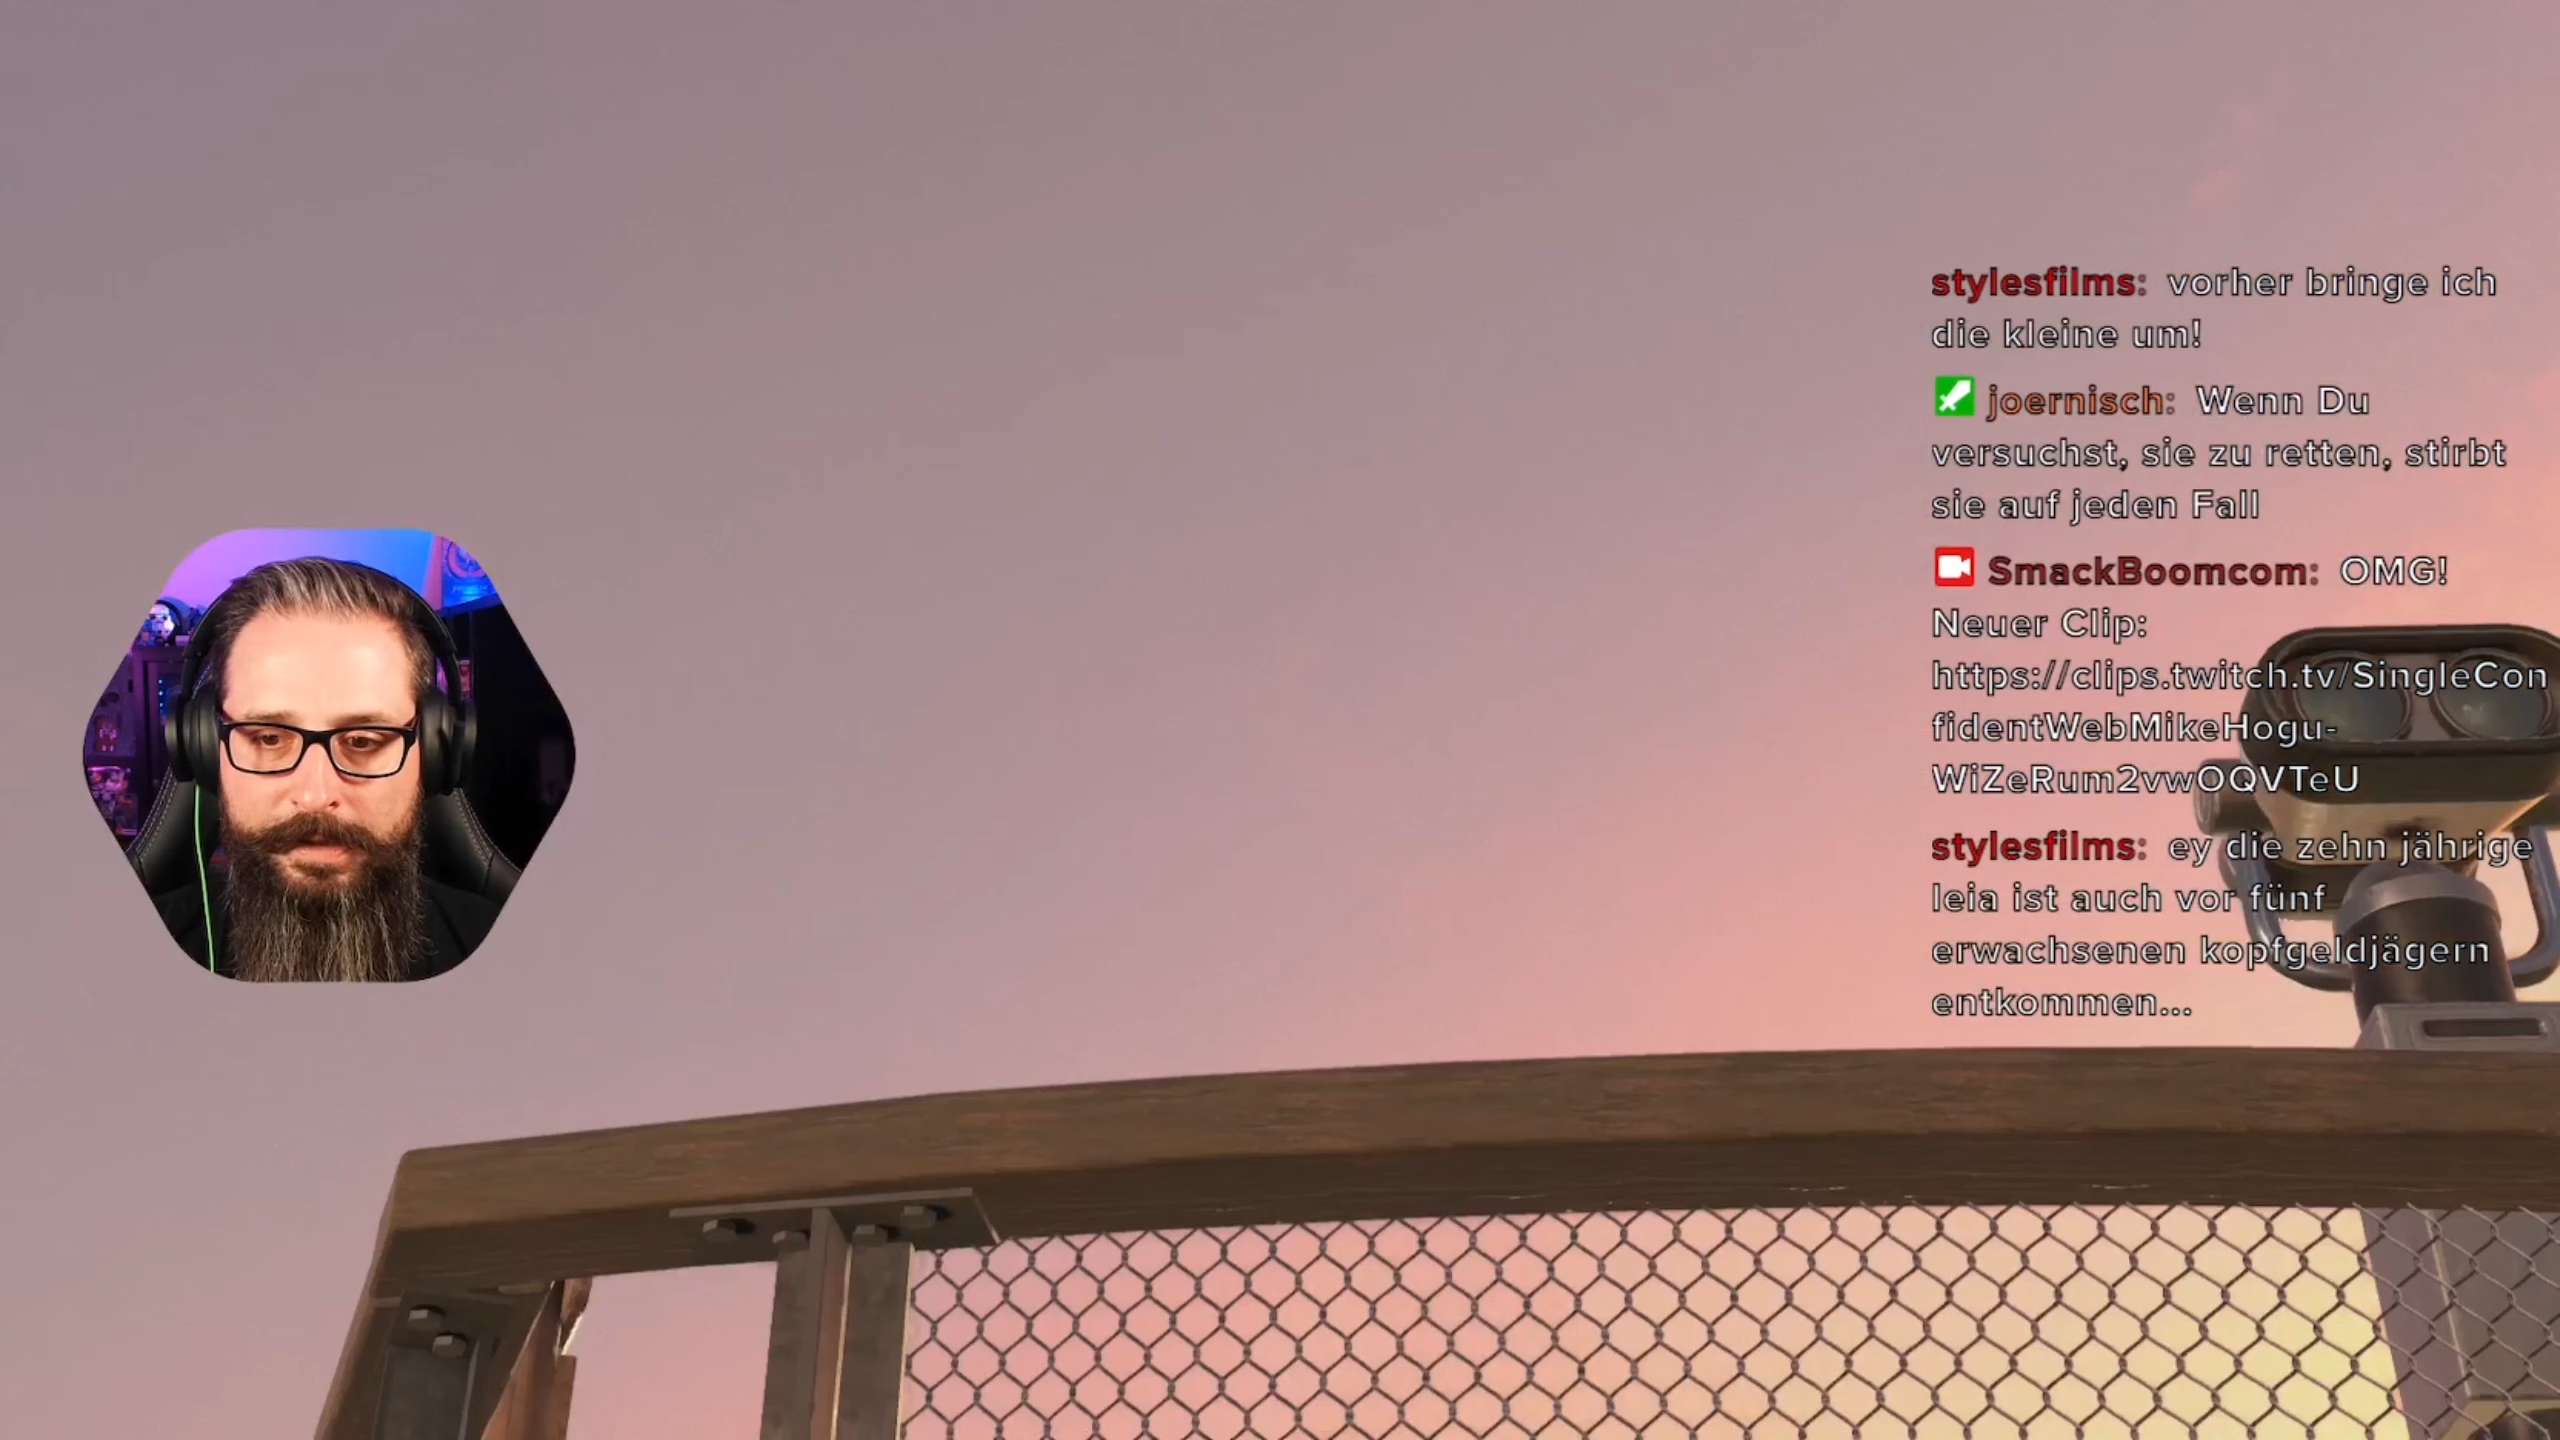 stylesfilms: vorher bringe ich
die kleine um!
joernisch: Wenn Du
versuchst, sie zu retten, stirbt
sie auf jeden Fall
SmackBoomcom: OMG!
Neuer Clip:
https://clips.twitch.tv/SingleCon
fidentWebMikeHogu-
WiZeRum2vwOQVTeU
stylesfilms: ey die zehn jährige
leia ist auch vor fünf
erwachsenen kopfgeldjägern
entkommen...